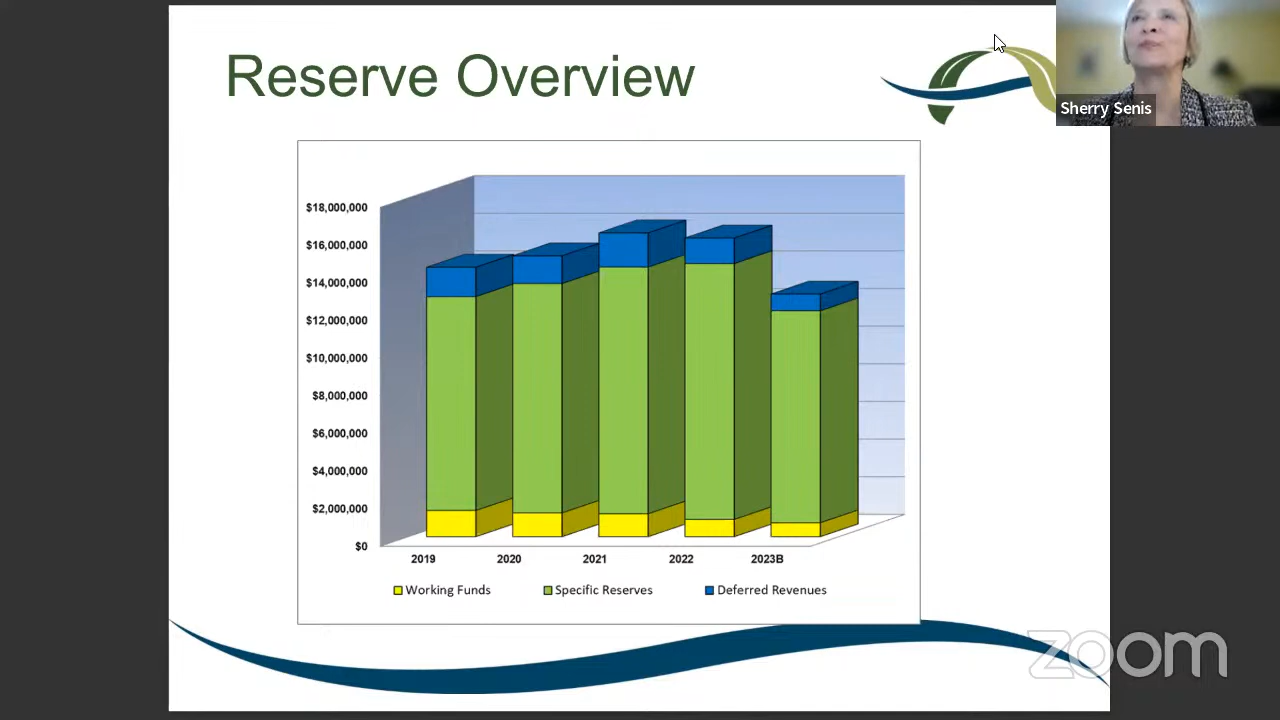 Reserve Overview
Sherry Senis
$18,000,000
$16,000,000
$14,000,000
$12,000,000
$10,000,000
$8,000,000
$6,000,000
$4,000,000
$2,000,000
$0
2019 2020 2021 2022 2023B
Working Funds Specific Reserves Deferred Revenues
zoom